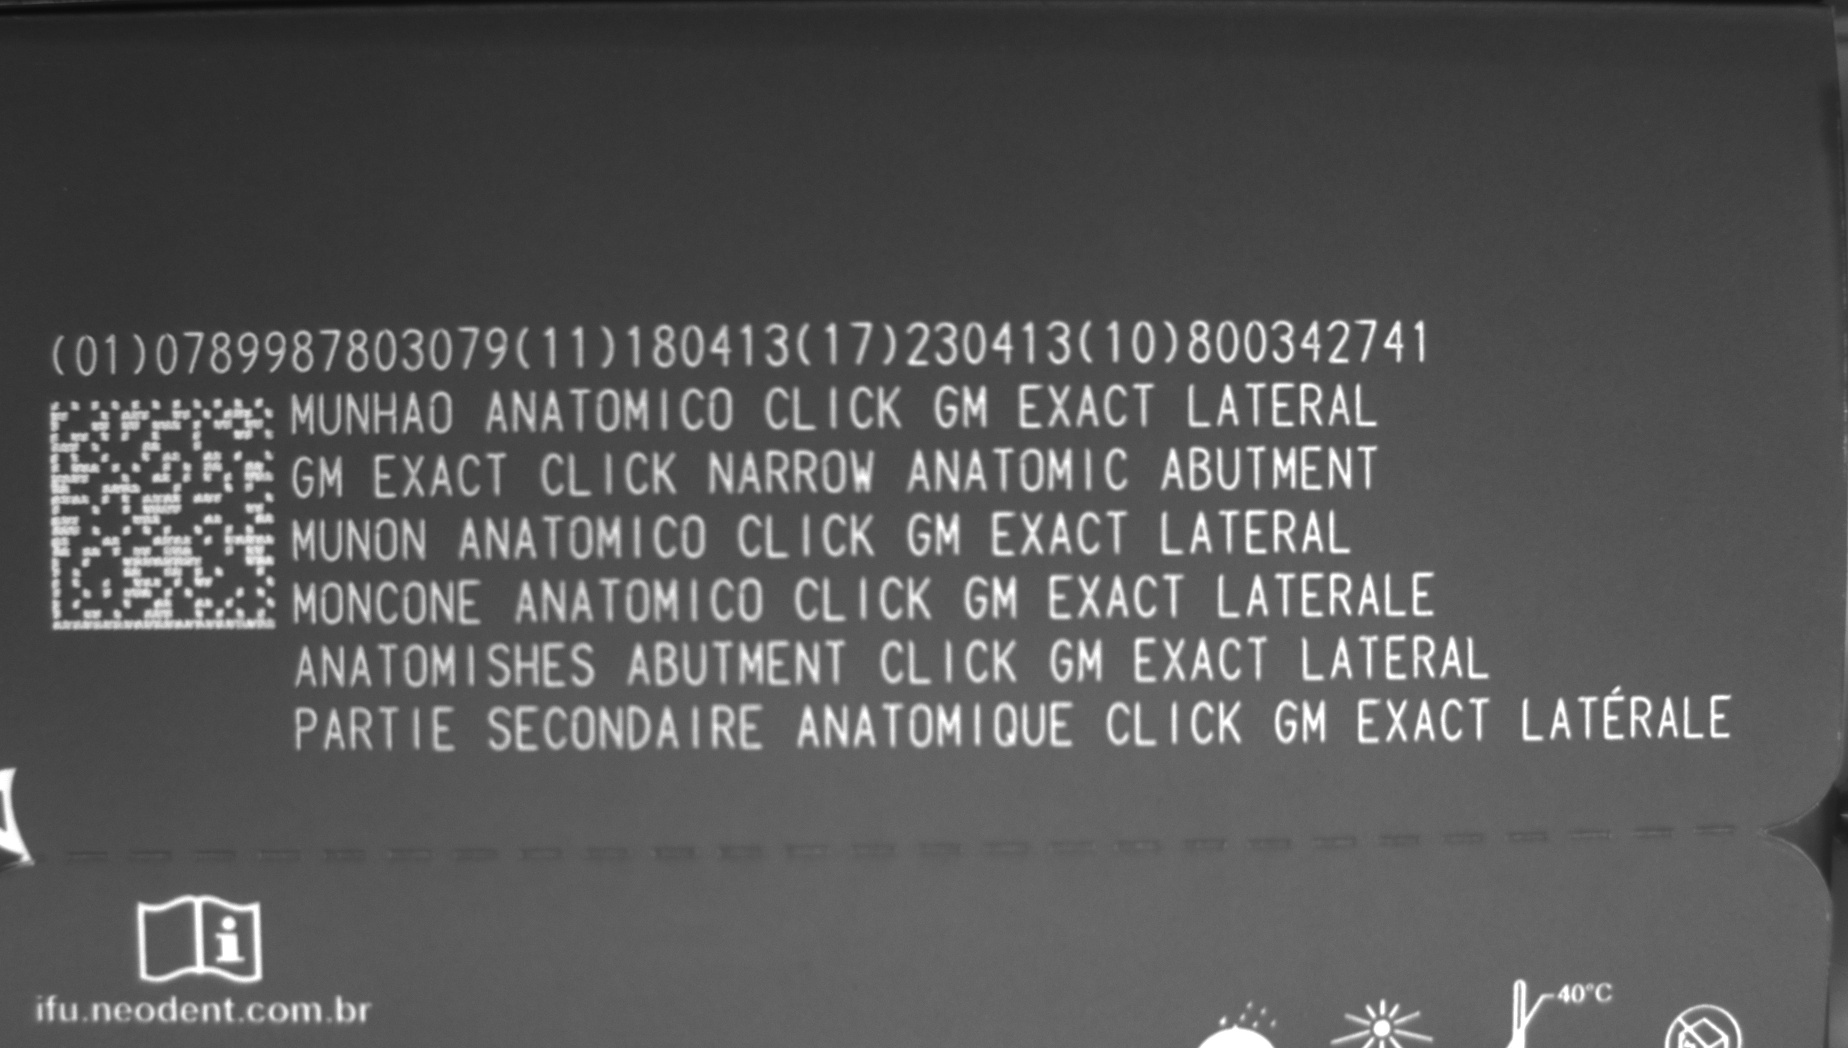 (01)0789987803079(11)180413(17)230413(10)800342741
MUNHAO ANATOMICO CLICK GM EXACT LATERAL
GM EXACT CLICK NARROW ANATOMIC ABUTMENT
MUNON ANATOMICO CLICK GM EXACT LATERAL
MONCONE ANATOMICO CLICK GM EXACT LATERALE
ANATOMISHES ABUTMENT CLICK GM EXACT LATERAL
PARTIE SECONDAIRE ANATOMIQUE CLICK GM EXACT LATÉRALE
ifu.neodent.com.br
40°C